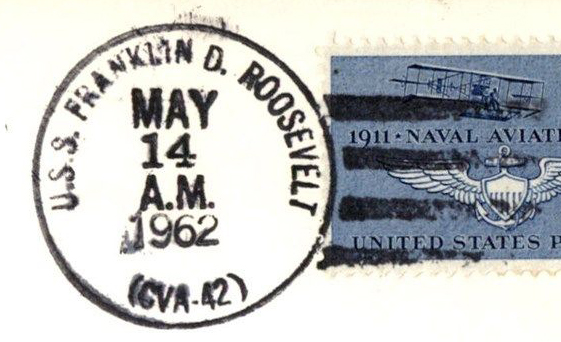 U.S.S. FRANKLIN D. ROOSEVELT
MAY
14
A.M.
1962
(CVA-42)
1911 · NAVAL AVIATI
UNITED STATES P